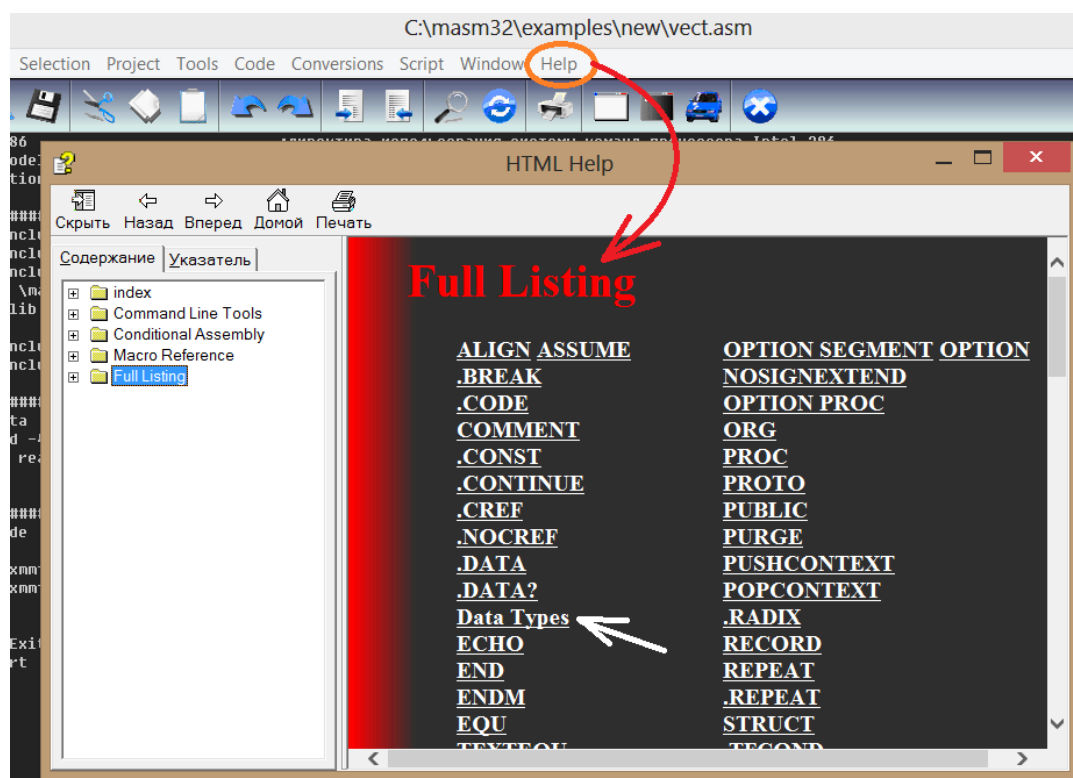 C:\masm32\examples\new\vect.asm
Selection Project Tools Code Conversions Script Window Help
HTML Help
Скрыть Назад Вперед Домой Печать
Содержание Указатель
index
Command Line Tools
Conditional Assembly
Macro Reference
Full Listing
Full Listing
ALIGN ASSUME OPTION SEGMENT OPTION
.BREAK NOSIGNEXTEND
.CODE OPTION PROC
COMMENT ORG
.CONST PROC
.CONTINUE PROTO
.CREF PUBLIC
.NOCREF PURGE
.DATA PUSHCONTEXT
.DATA? POPCONTEXT
Data Types .RADIX
ECHO RECORD
END REPEAT
ENDM .REPEAT
EQU STRUCT